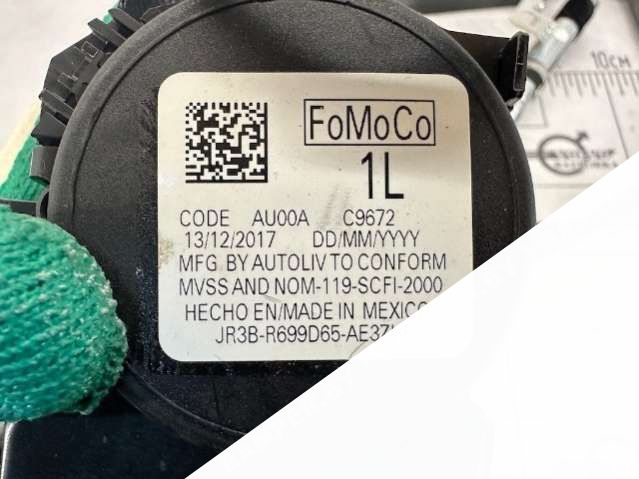 FoMoCo
1L
CODE AU00A C9672
13/12/2017 DD/MM/YYYY
MFG BY AUTOLIV TO CONFORM
MVSS AND NOM-119-SCFI-2000
HECHO EN/MADE IN MEXICO
10CM